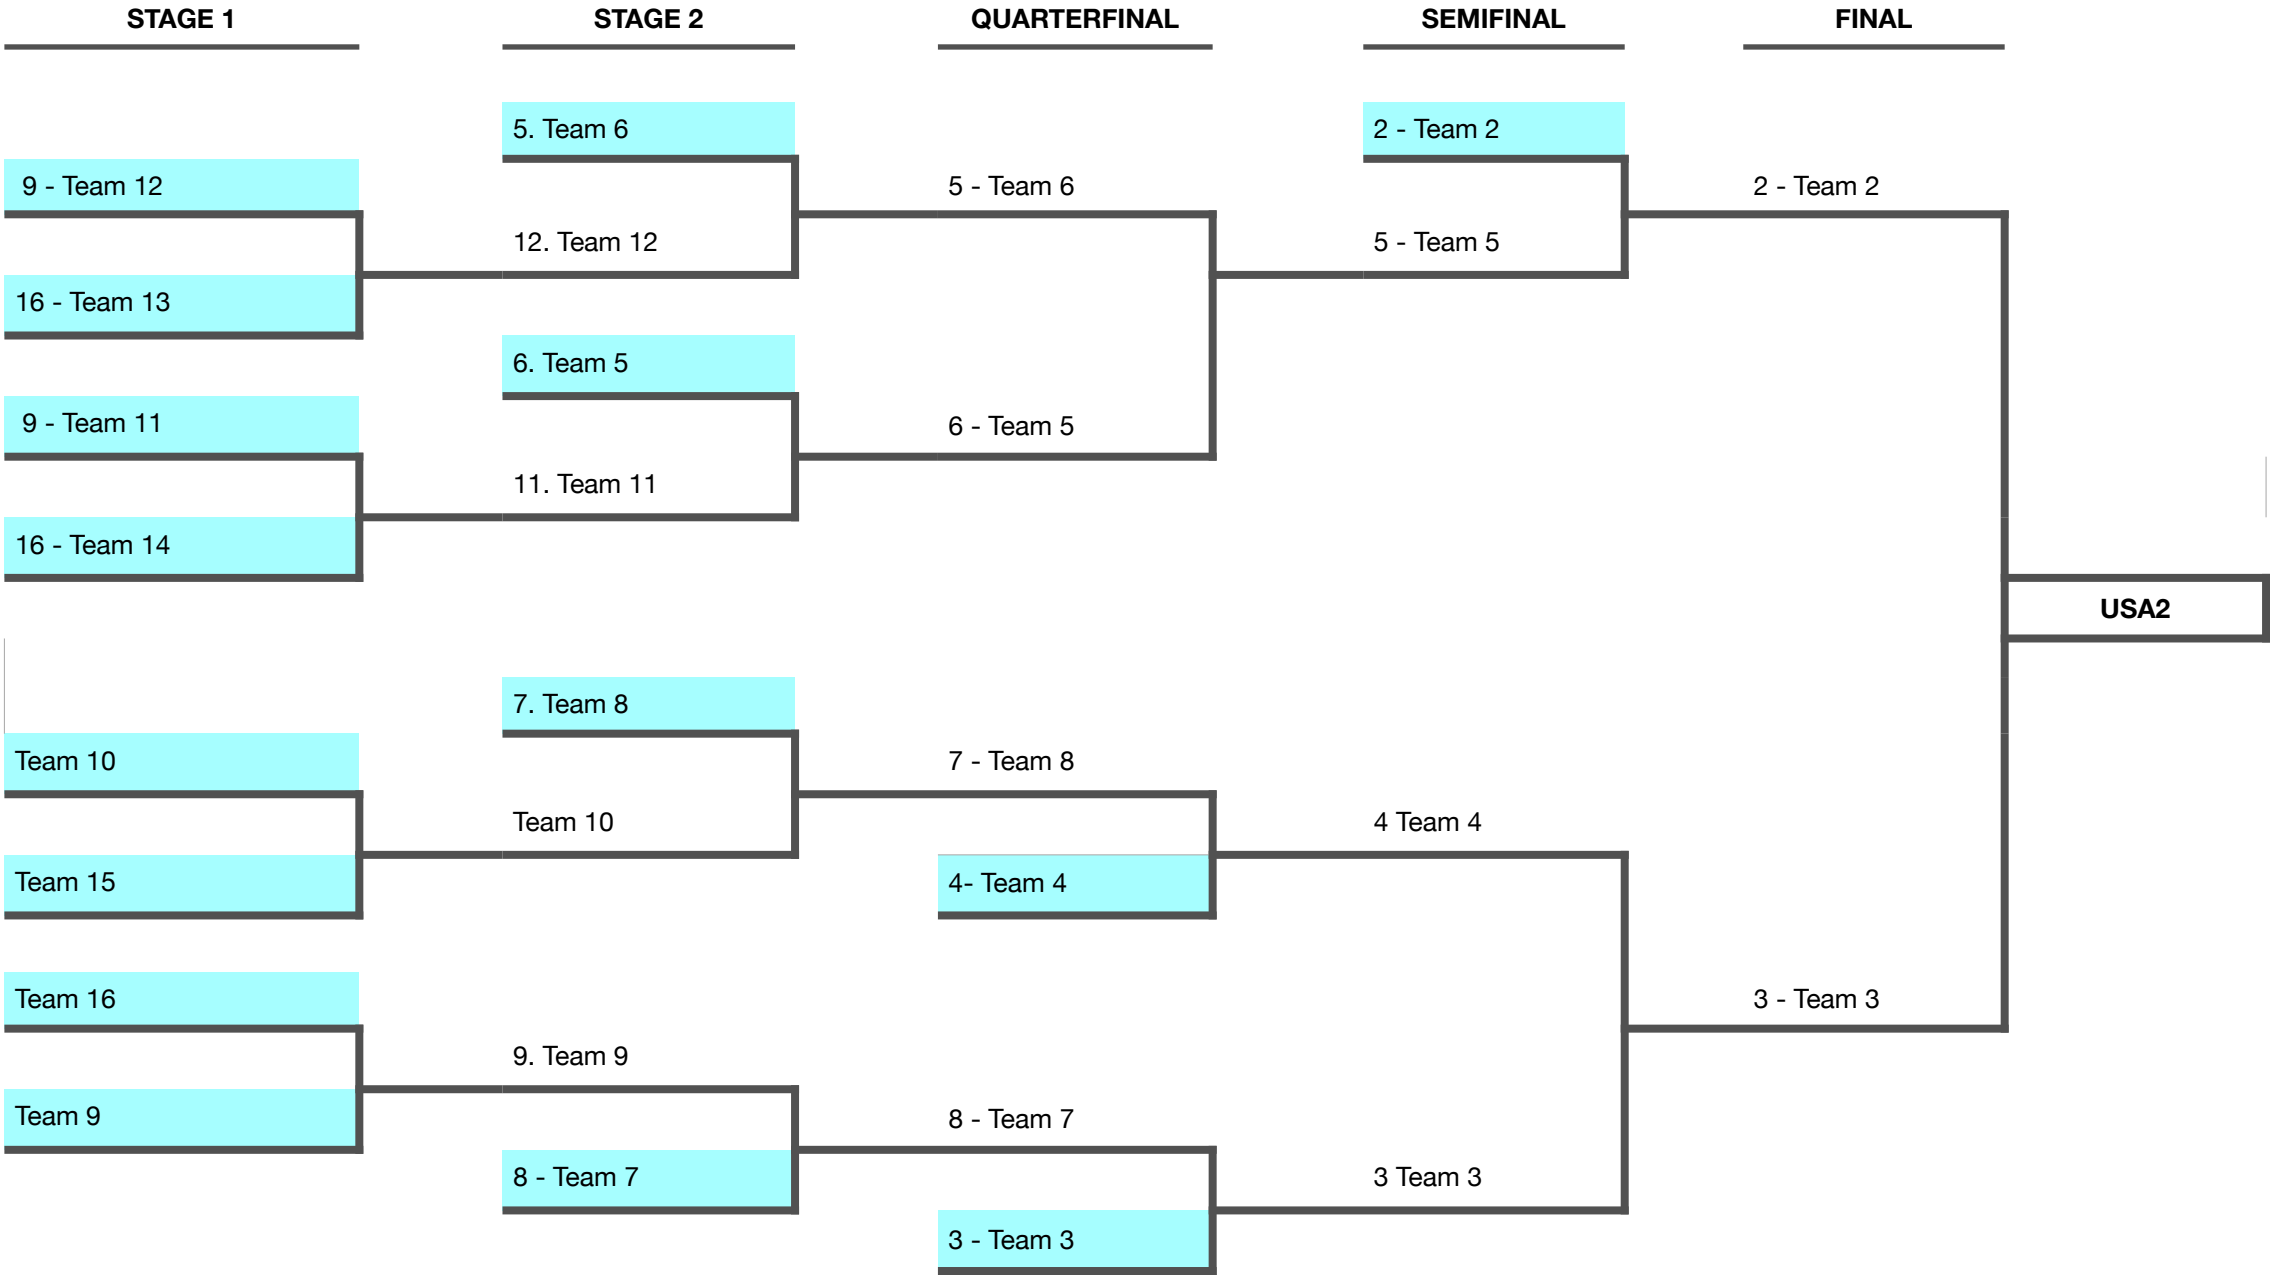 STAGE 1
STAGE 2
QUARTERFINAL
SEMIFINAL
FINAL
5. Team 6
2 - Team 2
9 - Team 12
5 - Team 6
2 - Team 2
12. Team 12
5 - Team 5
16 - Team 13
6. Team 5
9 - Team 11
6 - Team 5
11. Team 11
16 - Team 14
USA2
7. Team 8
Team 10
7 - Team 8
Team 10
4 Team 4
Team 15
4- Team 4
Team 16
3 - Team 3
9. Team 9
Team 9
8 - Team 7
8 - Team 7
3 Team 3
3 - Team 3